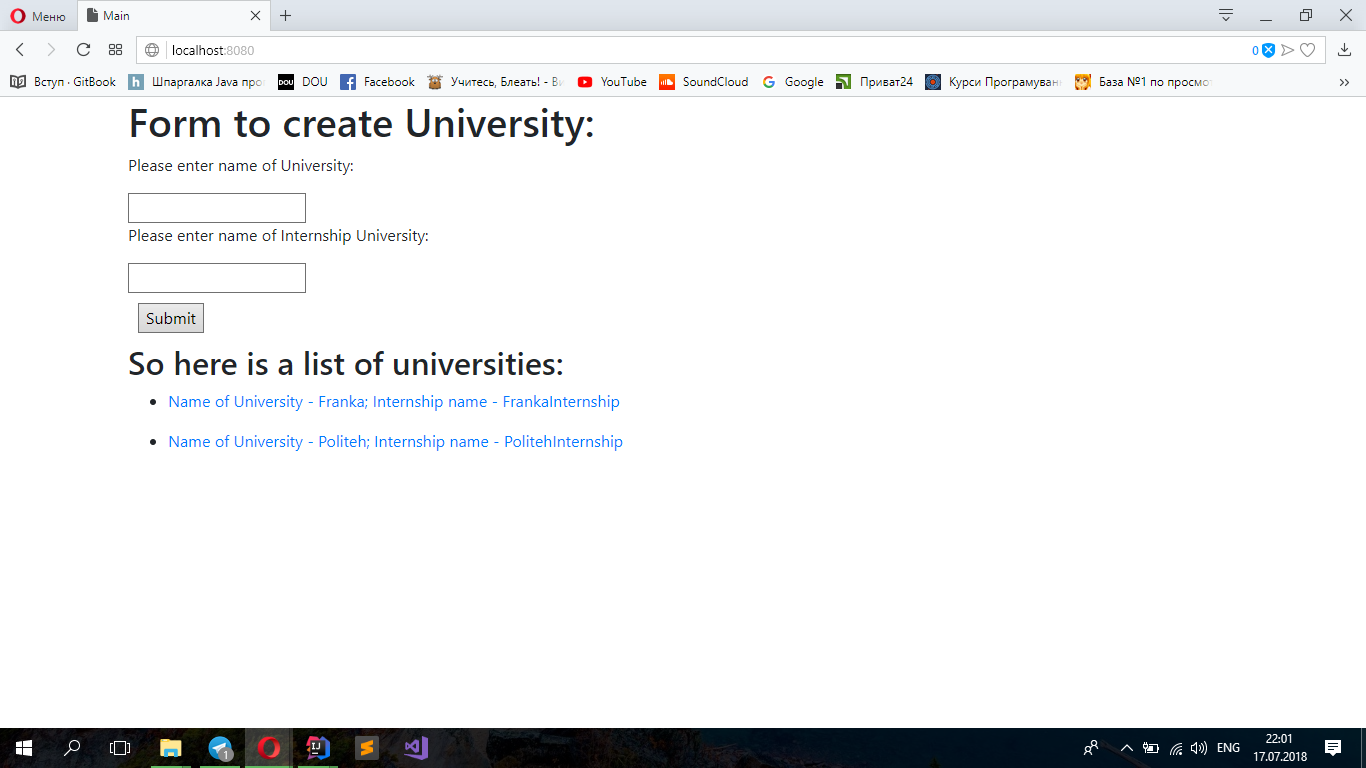 Меню
Main
localhost:8080
0
Вступ · GitBook
Шпаргалка Java про
DOU
DOU
Facebook
Учитесь, Блеать! - Ви
YouTube
SoundCloud
Google
Приват24
Курси Програмуван
База №1 по просмот
Form to create University:
Please enter name of University:
Please enter name of Internship University:
Submit
So here is a list of universities:
Name of University - Franka; Internship name - FrankaInternship
Name of University - Politeh; Internship name - PolitehInternship
1
ENG
22:01
17.07.2018